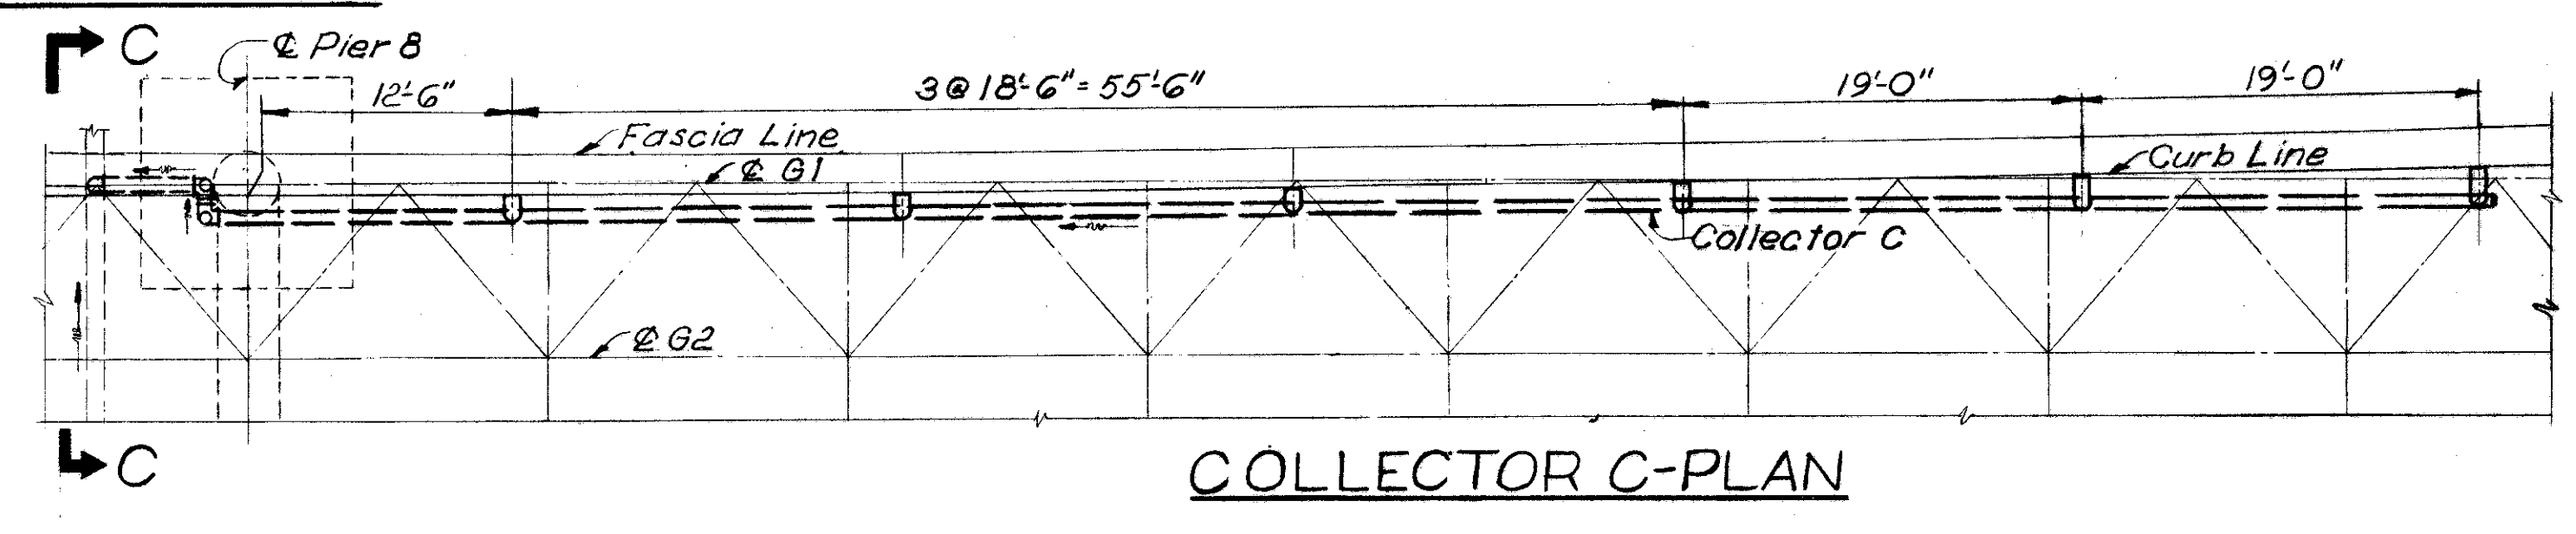 C
℄ Pier 8
12'-6"
3 @ 18'-6" = 55'-6"
19'-0"
19'-0"
Fascia Line
℄ G1
Curb Line
Collector C
℄ G2
C
COLLECTOR C-PLAN